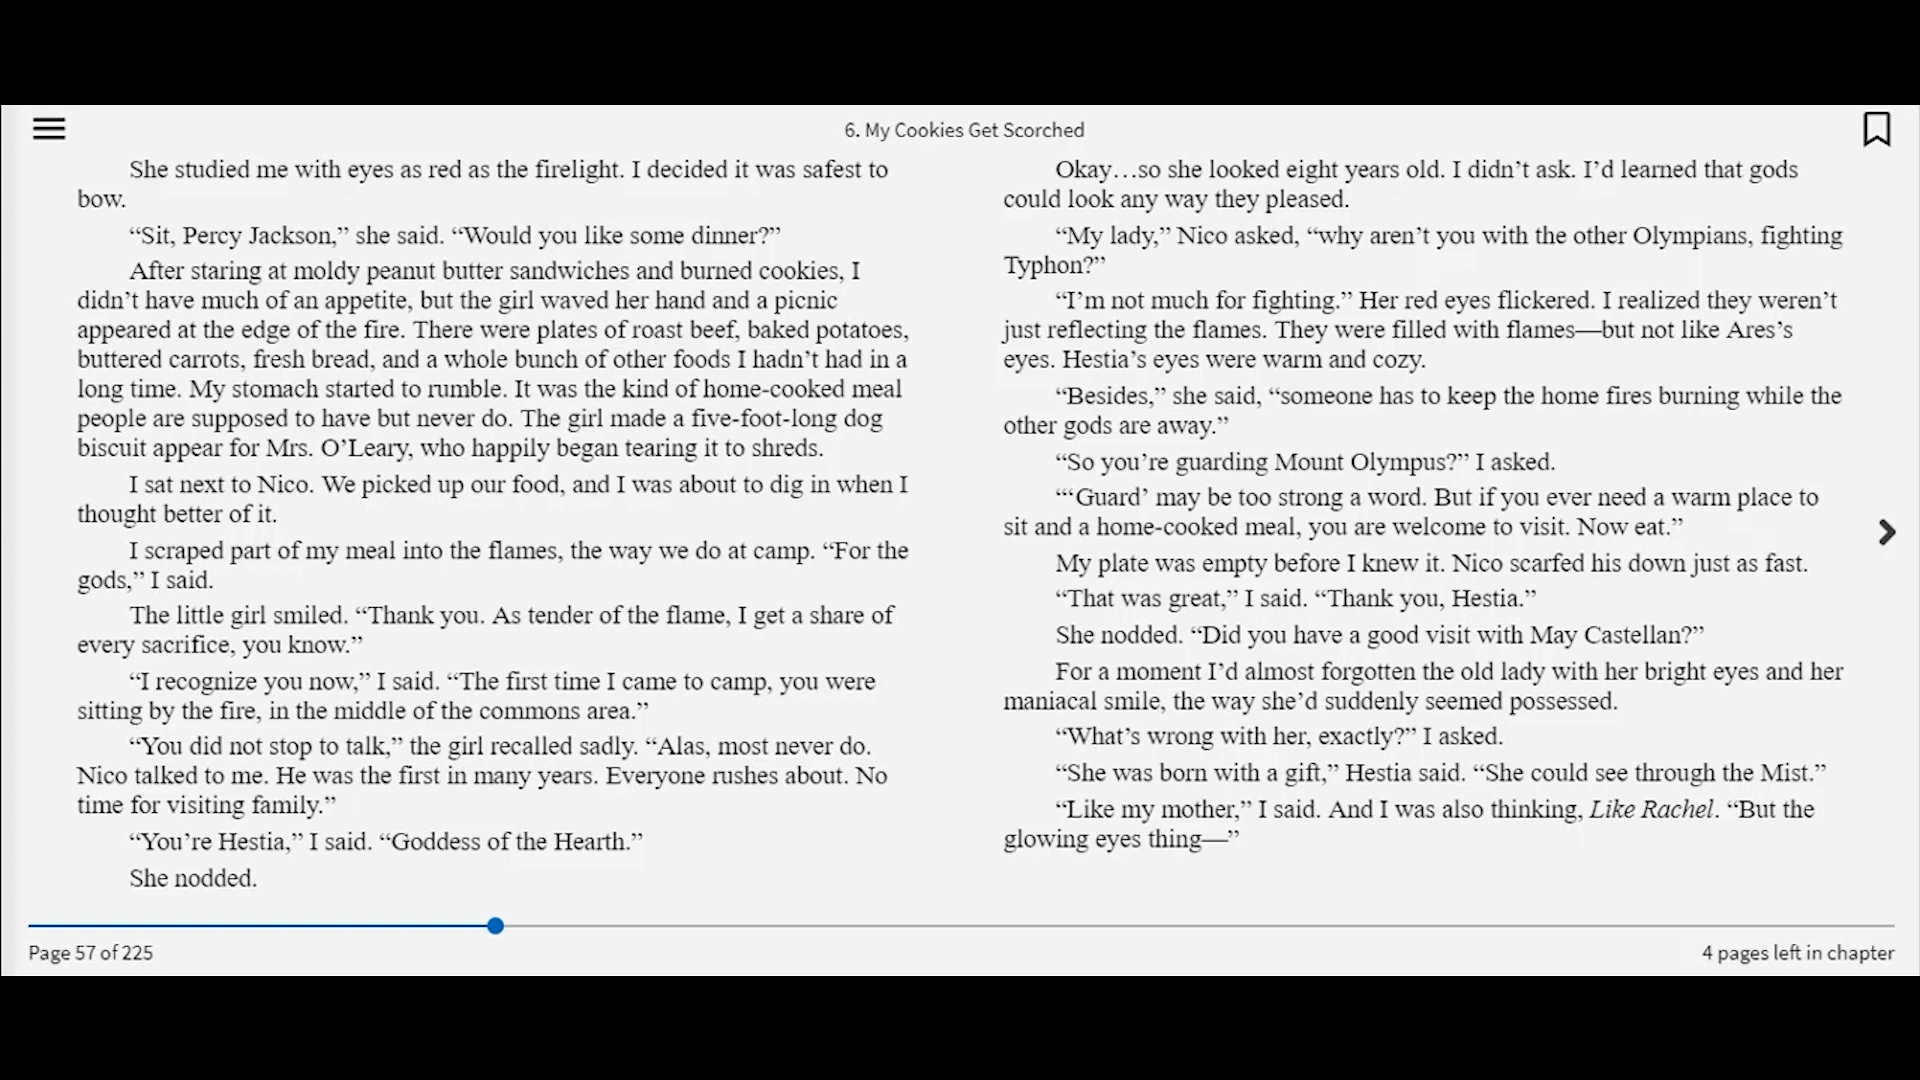 6. My Cookies Get Scorched
She studied me with eyes as red as the firelight. I decided it was safest to
bow.
“Sit, Percy Jackson,” she said. “Would you like some dinner?”
After staring at moldy peanut butter sandwiches and burned cookies, I
didn’t have much of an appetite, but the girl waved her hand and a picnic
appeared at the edge of the fire. There were plates of roast beef, baked potatoes,
buttered carrots, fresh bread, and a whole bunch of other foods I hadn’t had in a
long time. My stomach started to rumble. It was the kind of home-cooked meal
people are supposed to have but never do. The girl made a five-foot-long dog
biscuit appear for Mrs. O’Leary, who happily began tearing it to shreds.
I sat next to Nico. We picked up our food, and I was about to dig in when I
thought better of it.
I scraped part of my meal into the flames, the way we do at camp. “For the
gods,” I said.
The little girl smiled. “Thank you. As tender of the flame, I get a share of
every sacrifice, you know.”
“I recognize you now,” I said. “The first time I came to camp, you were
sitting by the fire, in the middle of the commons area.”
“You did not stop to talk,” the girl recalled sadly. “Alas, most never do.
Nico talked to me. He was the first in many years. Everyone rushes about. No
time for visiting family.”
“You’re Hestia,” I said. “Goddess of the Hearth.”
She nodded.
Okay…so she looked eight years old. I didn’t ask. I’d learned that gods
could look any way they pleased.
“My lady,” Nico asked, “why aren’t you with the other Olympians, fighting
Typhon?”
“I’m not much for fighting.” Her red eyes flickered. I realized they weren’t
just reflecting the flames. They were filled with flames—but not like Ares’s
eyes. Hestia’s eyes were warm and cozy.
“Besides,” she said, “someone has to keep the home fires burning while the
other gods are away.”
“So you’re guarding Mount Olympus?” I asked.
“‘Guard’ may be too strong a word. But if you ever need a warm place to
sit and a home-cooked meal, you are welcome to visit. Now eat.”
My plate was empty before I knew it. Nico scarfed his down just as fast.
“That was great,” I said. “Thank you, Hestia.”
She nodded. “Did you have a good visit with May Castellan?”
For a moment I’d almost forgotten the old lady with her bright eyes and her
maniacal smile, the way she’d suddenly seemed possessed.
“What’s wrong with her, exactly?” I asked.
“She was born with a gift,” Hestia said. “She could see through the Mist.”
“Like my mother,” I said. And I was also thinking, Like Rachel. “But the
glowing eyes thing—”
Page 57 of 225
4 pages left in chapter